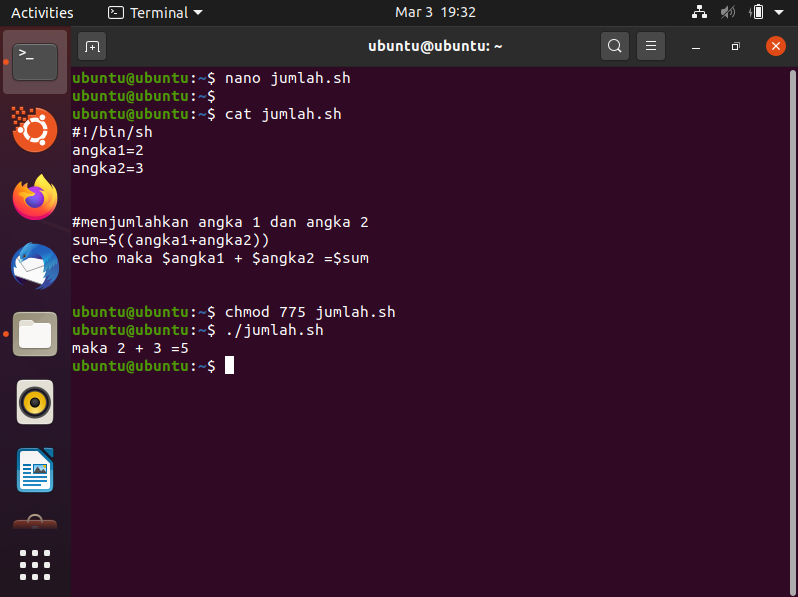 Activities Terminal Mar 3 19:32
ubuntu@ubuntu: ~
ubuntu@ubuntu:~$ nano jumlah.sh
ubuntu@ubuntu:~$
ubuntu@ubuntu:~$ cat jumlah.sh
#!/bin/sh
angka1=2
angka2=3
#menjumlahkan angka 1 dan angka 2
sum=$((angka1+angka2))
echo maka $angka1 + $angka2 =$sum
ubuntu@ubuntu:~$ chmod 775 jumlah.sh
ubuntu@ubuntu:~$ ./jumlah.sh
maka 2 + 3 =5
ubuntu@ubuntu:~$